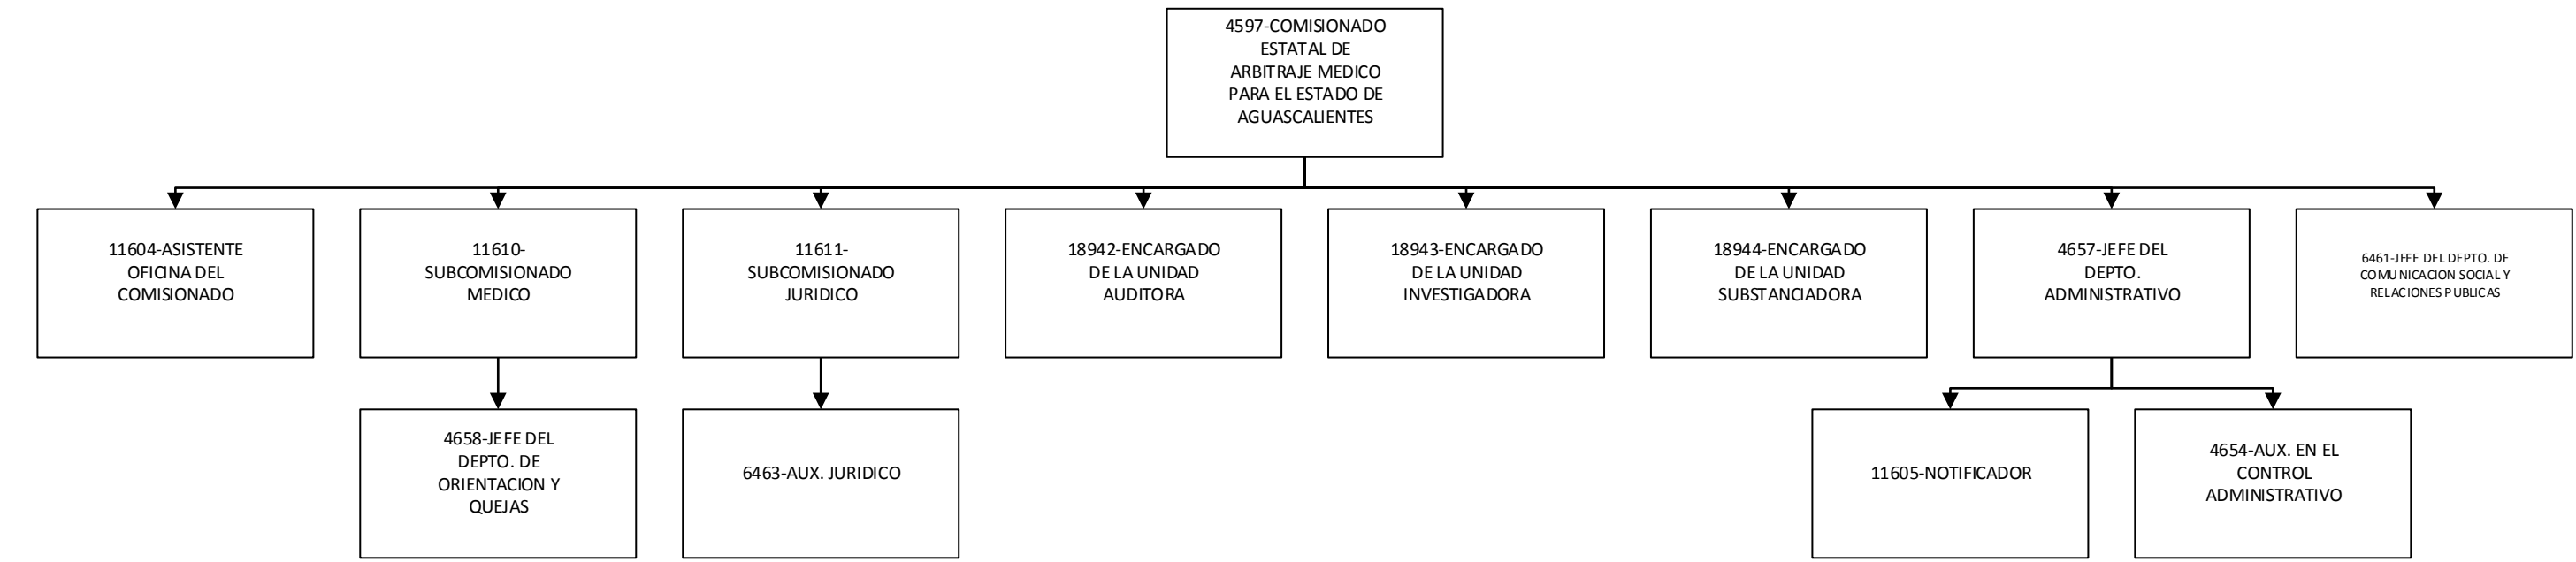 4597-COMISIONADO
ESTATAL DE
ARBITRAJE MEDICO
PARA EL ESTADO DE
AGUASCALIENTES
11604-ASISTENTE
OFICINA DEL
COMISIONADO
11610-
SUBCOMISIONADO
MEDICO
11611-
SUBCOMISIONADO
JURIDICO
18942-ENCARGADO
DE LA UNIDAD
AUDITORA
18943-ENCARGADO
DE LA UNIDAD
INVESTIGADORA
18944-ENCARGADO
DE LA UNIDAD
SUBSTANCIADORA
4657-JEFE DEL
DEPTO.
ADMINISTRATIVO
6461-JEFE DEL DEPTO. DE
COMUNICACION SOCIAL Y
RELACIONES PUBLICAS
4658-JEFE DEL
DEPTO. DE
ORIENTACION Y
QUEJAS
6463-AUX. JURIDICO
11605-NOTIFICADOR
4654-AUX. EN EL
CONTROL
ADMINISTRATIVO